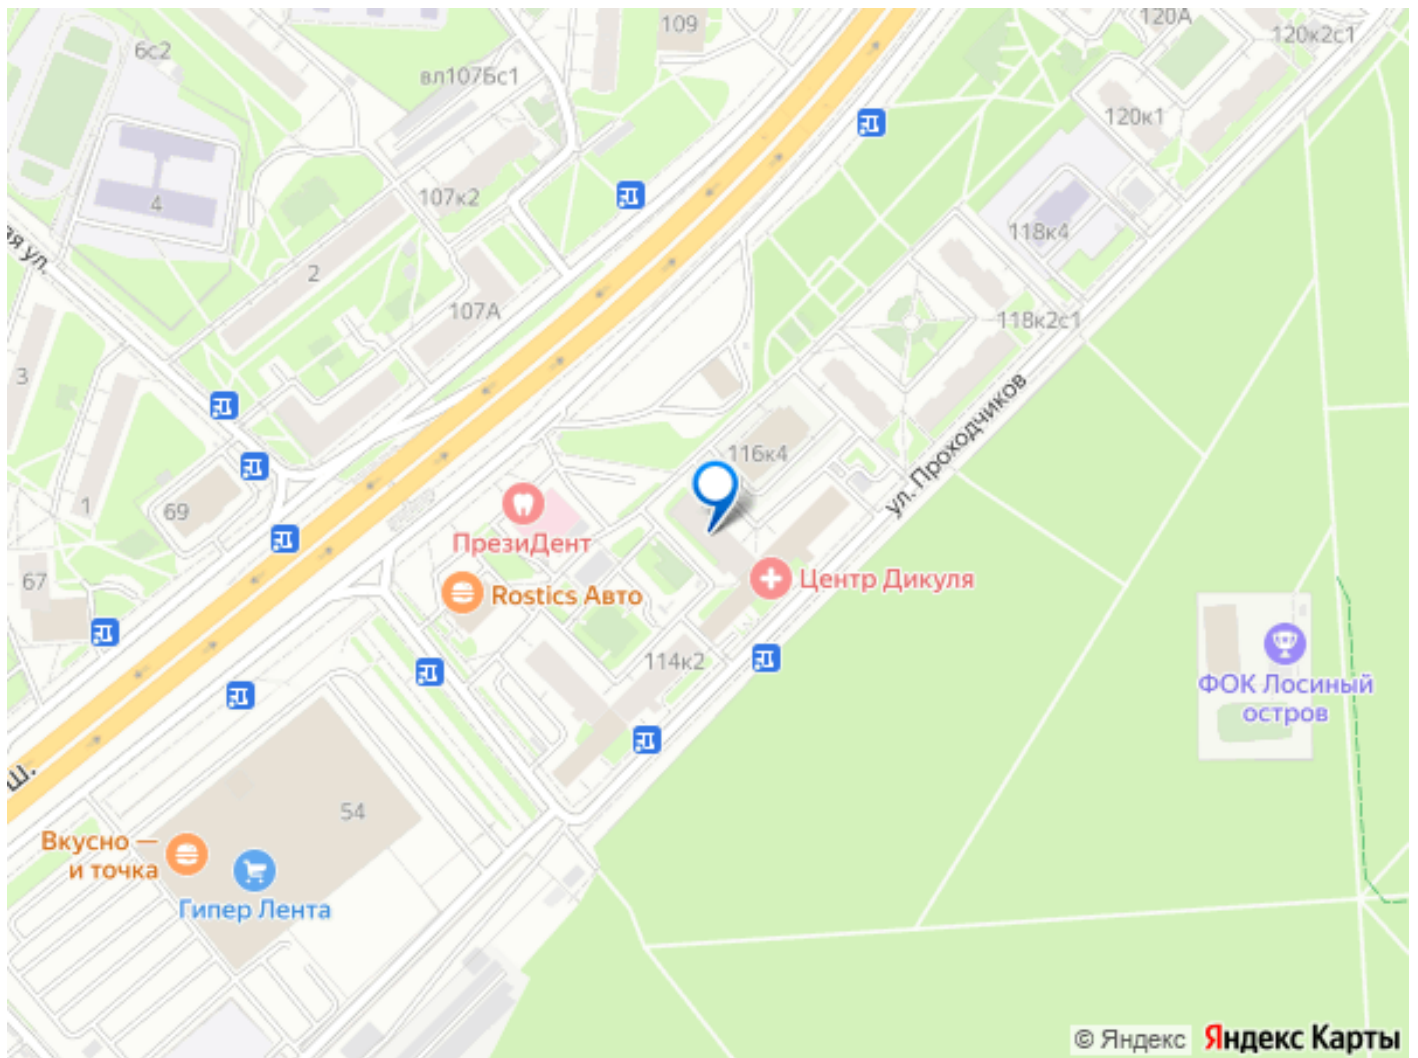 120А
109
120к2с1
6с2
вл107Бс1
120к1
107к2
4
118к4
ая ул.
2
107А
118к2с1
3
ул. Проходчиков
116к4
1
69
ПрезиДент
67
Центр Дикуля
Rostics Авто
114к2
ФОК Лосиный
остров
ш.
54
Вкусно —
и точка
Гипер Лента
© Яндекс Яндекс Карты